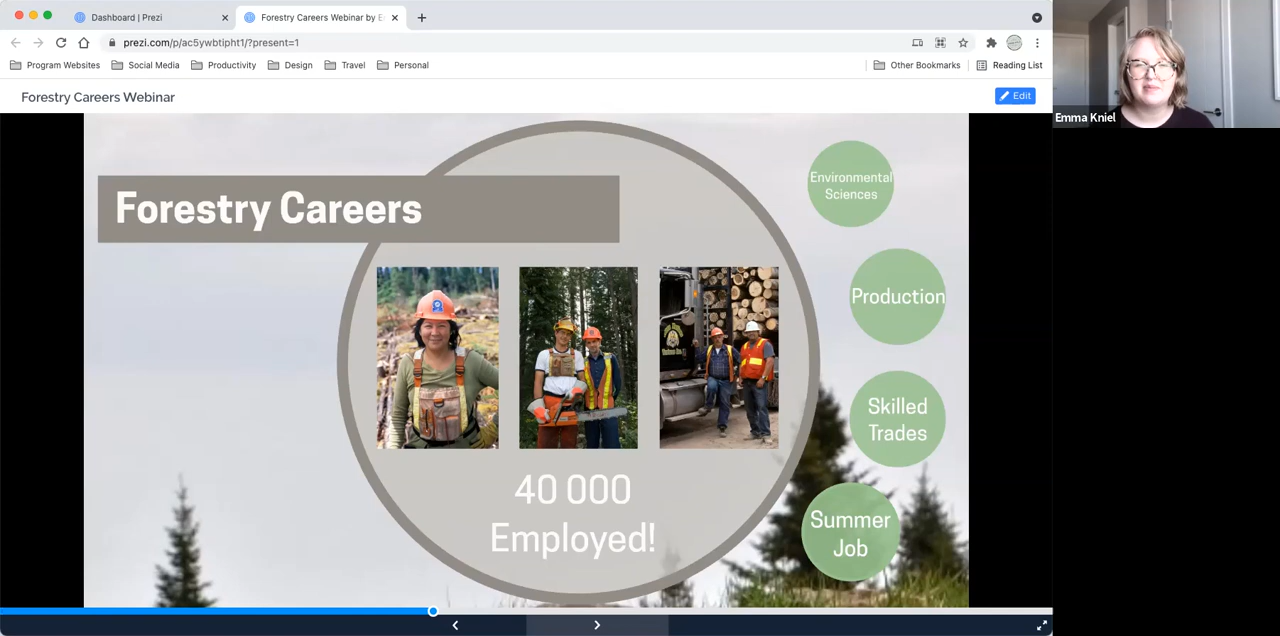 Dashboard | Prezi
Forestry Careers Webinar by E
prezi.com/p/ac5ywbtipht1/?present=1
Program Websites
Social Media
Productivity
Design
Travel
Personal
Other Bookmarks
Reading List
Forestry Careers Webinar
Edit
Emma Kniel
Forestry Careers
40 000
Employed!
Environmental
Sciences
Production
Skilled
Trades
Summer
Job